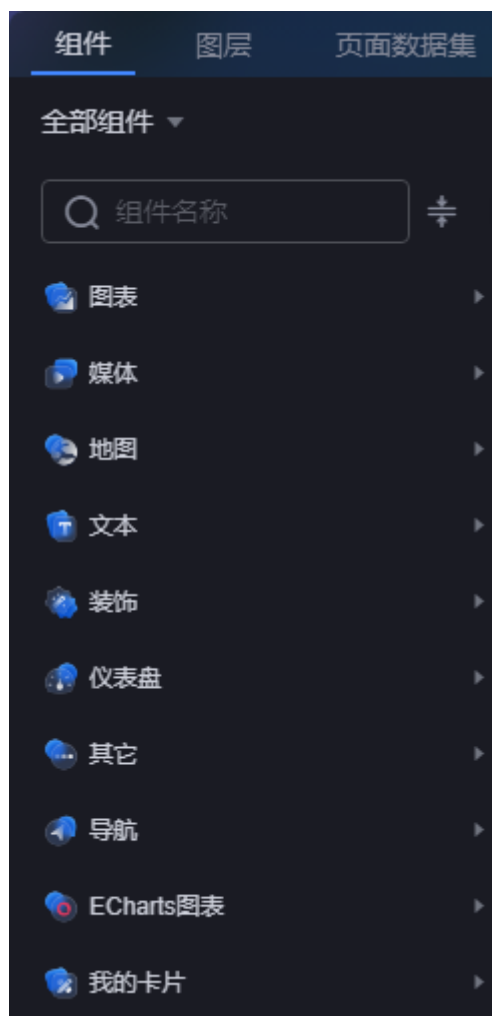 组件 图层 页面数据集
全部组件
组件名称
图表
媒体
地图
T 文本
装饰
仪表盘
其它
导航
ECharts图表
我的卡片